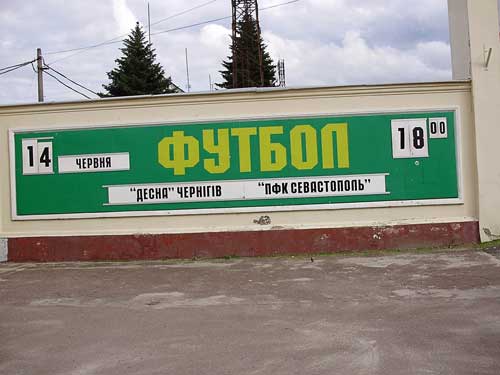 14 ЧЕРВНЯ
ФУТБОЛ
18 00
"ДЕСНА" ЧЕРНІГІВ "ПФК СЕВАСТОПОЛЬ"